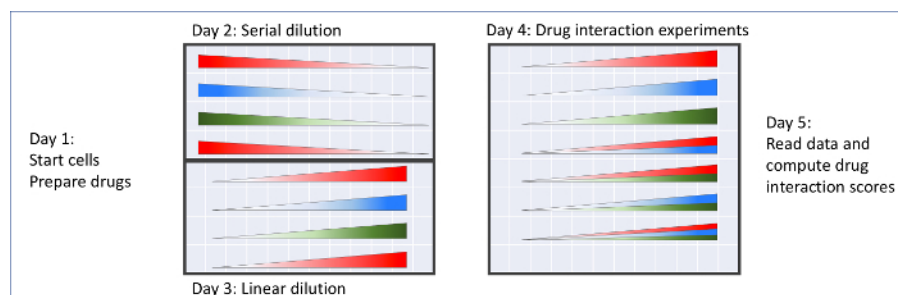 Day 2: Serial dilution
Day 4: Drug interaction experiments
Day 1:
Start cells
Prepare drugs
Day 5:
Read data and
compute drug
interaction scores
Day 3: Linear dilution